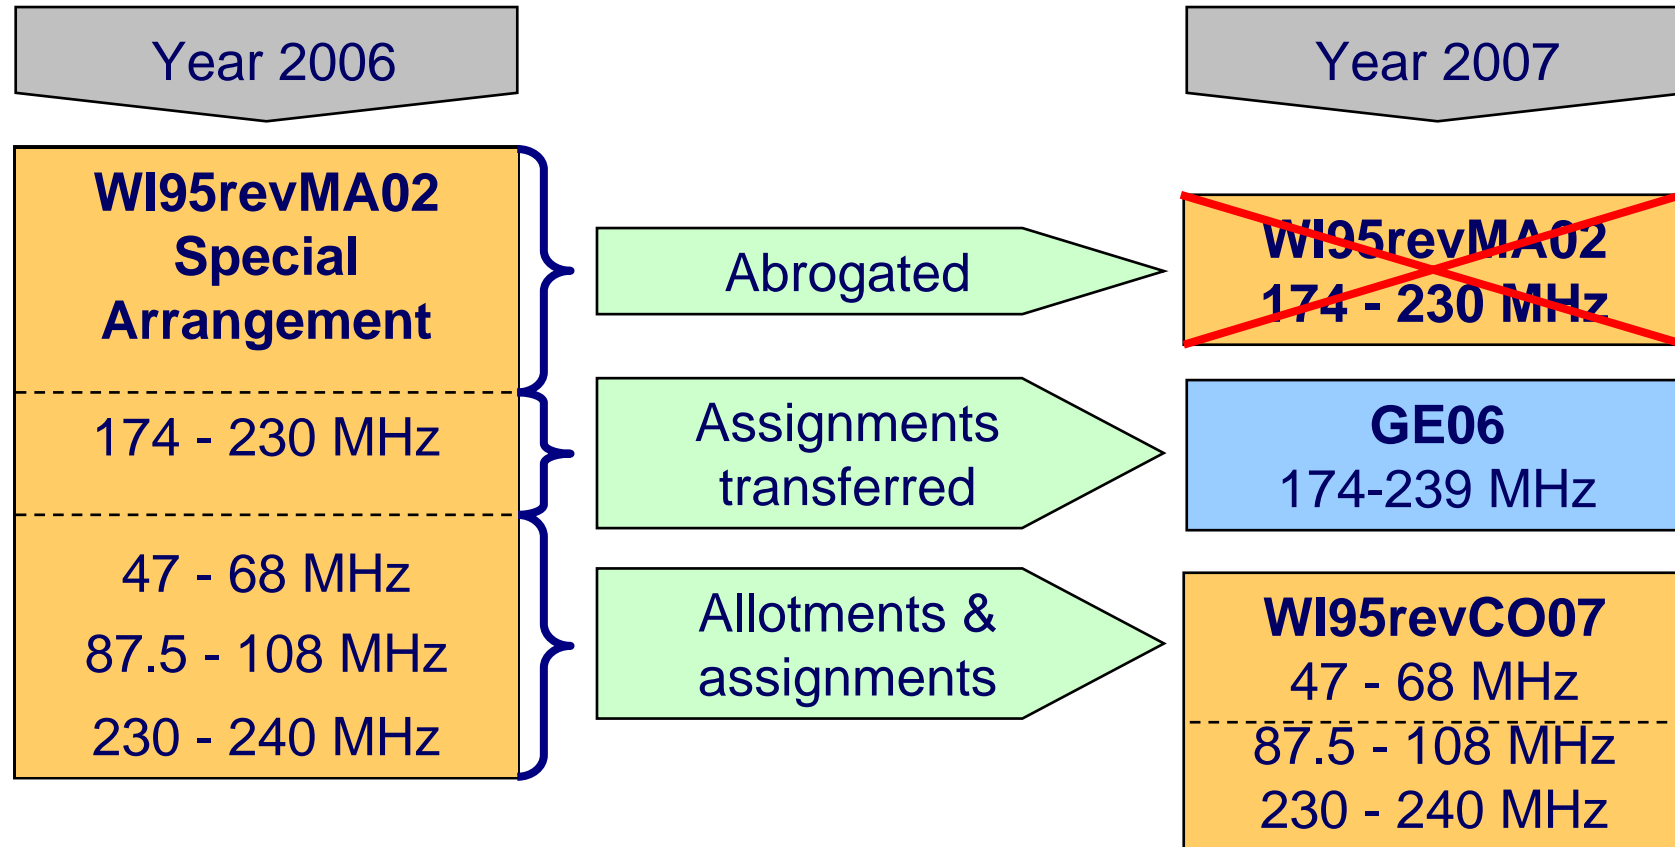 Year 2006
Year 2007
WI95revMA02
Special
Arrangement
174 - 230 MHz
47 - 68 MHz
87.5 - 108 MHz
230 - 240 MHz
Abrogated
Assignments
transferred
Allotments &
assignments
WI95revMA02
174 - 230 MHz
GE06
174-239 MHz
WI95revCO07
47 - 68 MHz
87.5 - 108 MHz
230 - 240 MHz